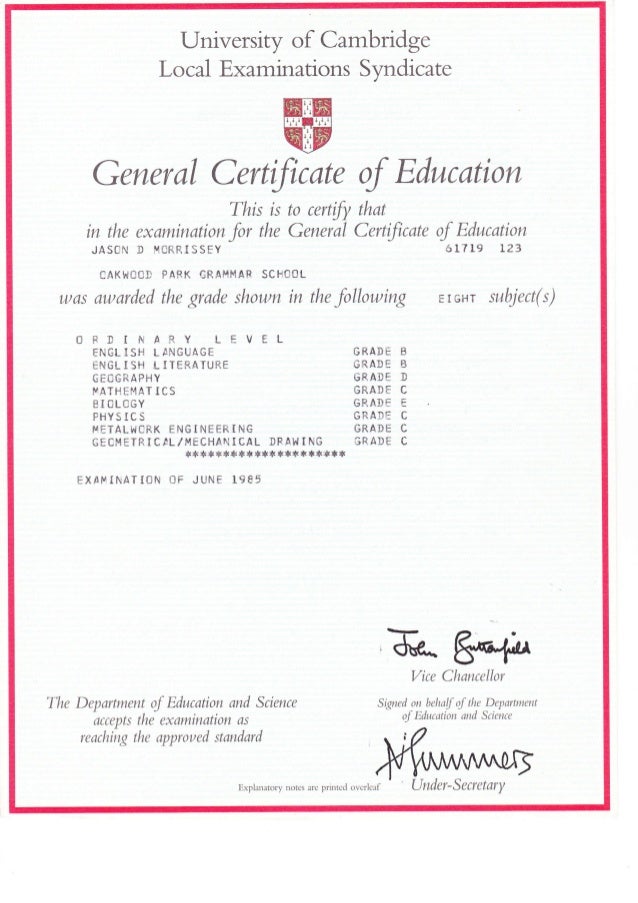 University of Cambridge
Local Examinations Syndicate
General Certificate of Education
This is to certify that
in the examination for the General Certificate of Education
JASON D MORRISSEY 61719 123
OAKWOOD PARK GRAMMAR SCHOOL
was awarded the grade shown in the following EIGHT subject(s)
ORDINARY LEVEL
ENGLISH LANGUAGE GRADE B
ENGLISH LITERATURE GRADE B
GEOGRAPHY GRADE D
MATHEMATICS GRADE C
BIOLOGY GRADE E
PHYSICS GRADE C
METALWORK ENGINEERING GRADE C
GEOMETRICAL/MECHANICAL DRAWING GRADE C
*********************
EXAMINATION OF JUNE 1985
John Butterfield
Vice Chancellor
The Department of Education and Science
accepts the examination as
reaching the approved standard
Signed on behalf of the Department
of Education and Science
N Summers
Under-Secretary
Explanatory notes are printed overleaf